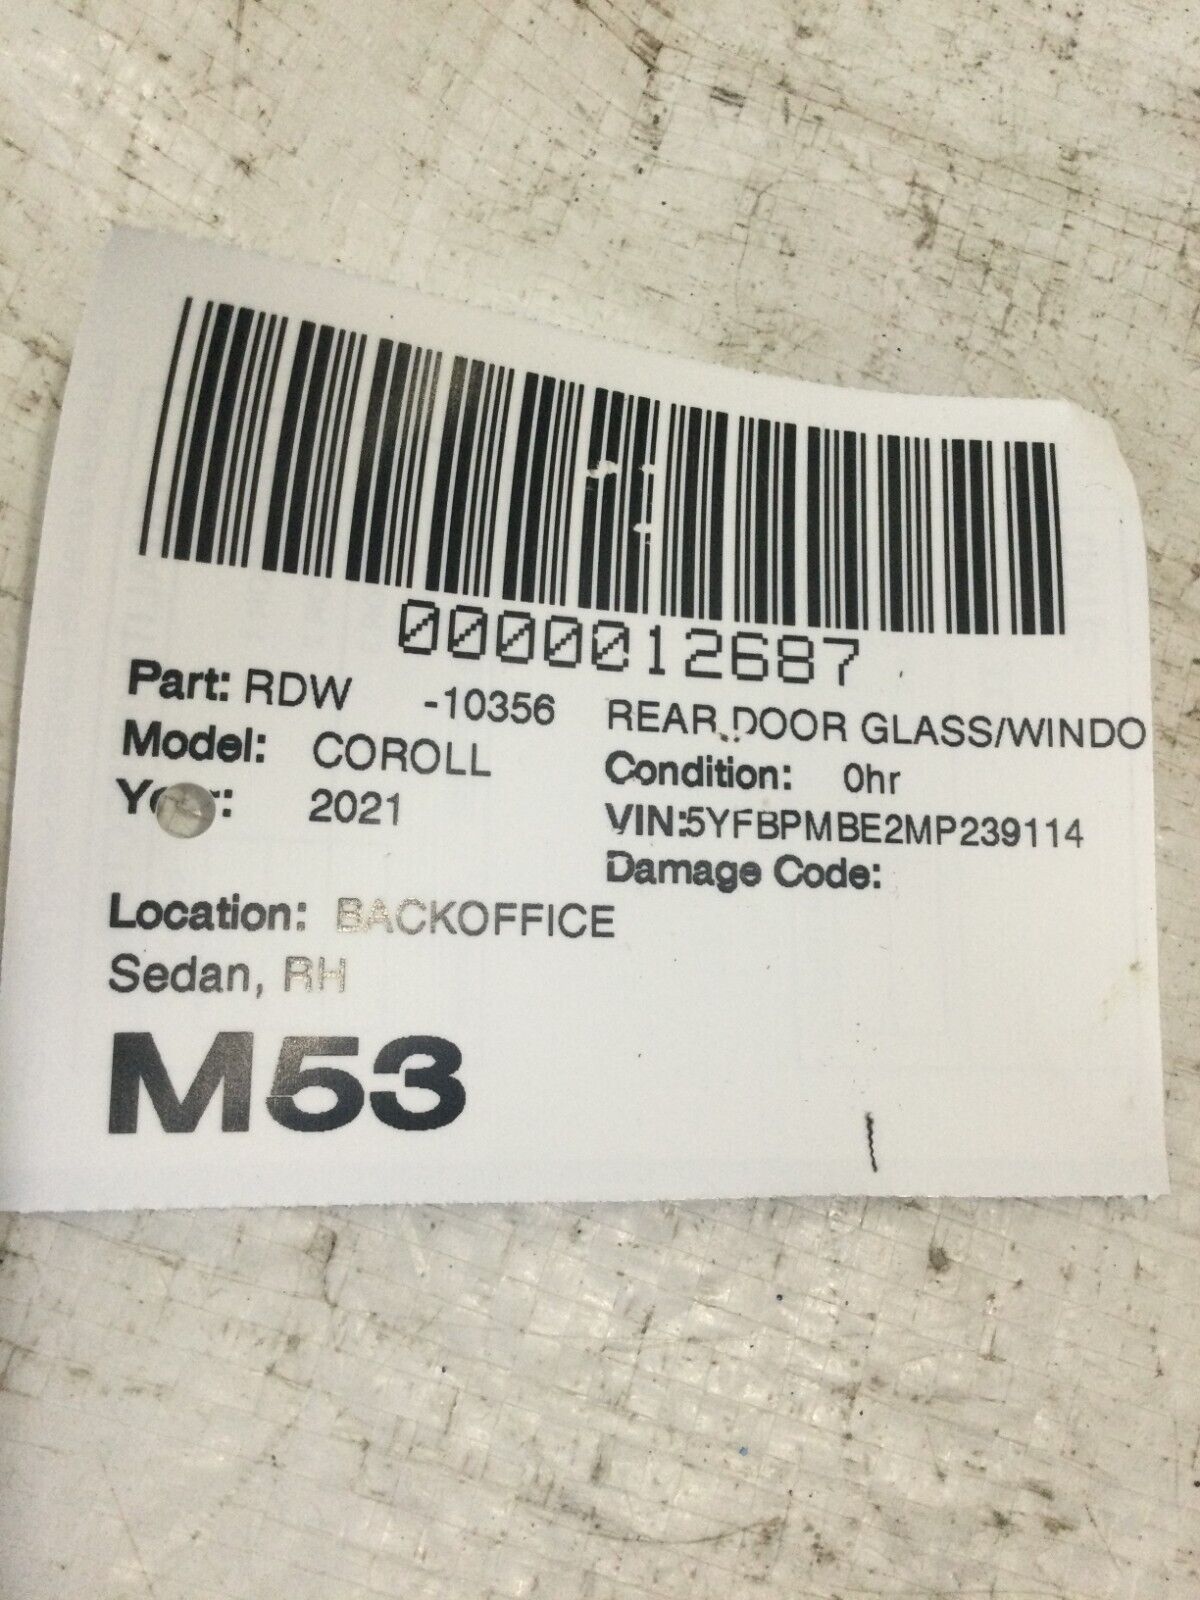 0000012687
Part: RDW -10356 REAR DOOR GLASS/WINDO
Model: COROLL Condition: 0hr
Year: 2021 VIN:5YFBPMBE2MP239114
Damage Code:
Location: BACKOFFICE
Sedan, RH
M53